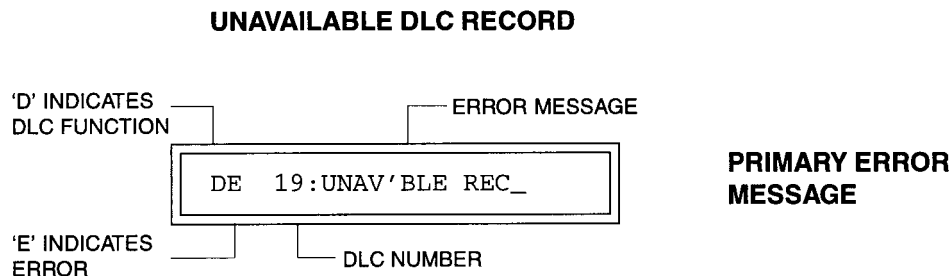 UNAVAILABLE DLC RECORD
'D' INDICATES
DLC FUNCTION
ERROR MESSAGE
DE 19:UNAV'BLE REC_
PRIMARY ERROR
MESSAGE
'E' INDICATES
ERROR
DLC NUMBER